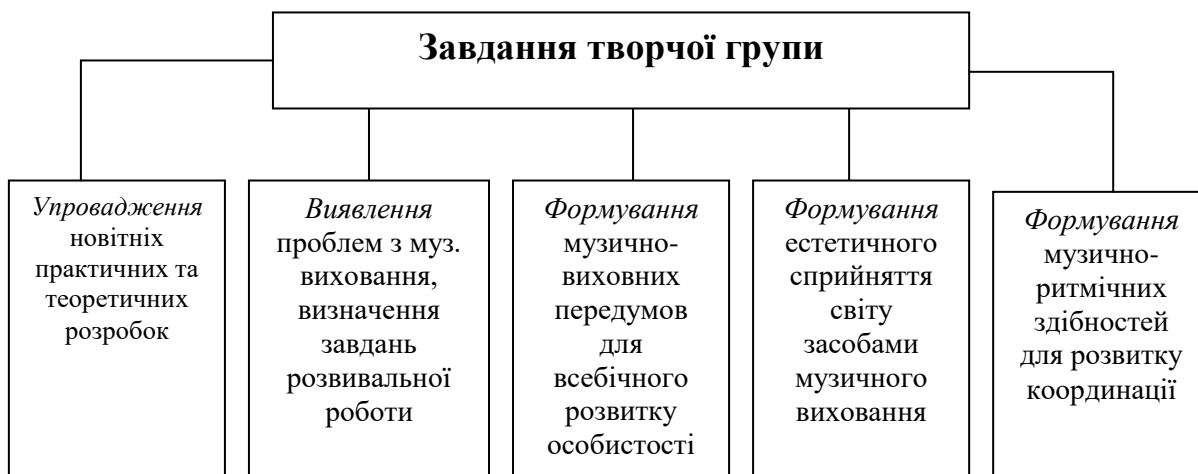 Завдання творчої групи
Упровадження
новітніх
практичних та
теоретичних
розробок
Виявлення
проблем з муз.
виховання,
визначення
завдань
розвивальної
роботи
Формування
музично-
виховних
передумов
для
всебічного
розвитку
особистості
Формування
естетичного
сприйняття
світу
засобами
музичного
виховання
Формування
музично-
ритмічних
здібностей
для розвитку
координації